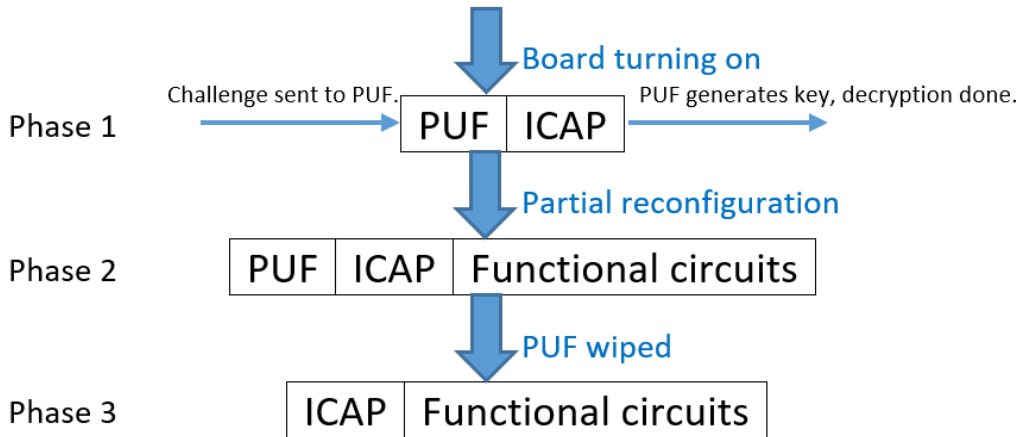 Board turning on
Challenge sent to PUF.
PUF generates key, decryption done.
Phase 1
PUF
ICAP
Partial reconfiguration
Phase 2
PUF
ICAP
Functional circuits
PUF wiped
Phase 3
ICAP
Functional circuits